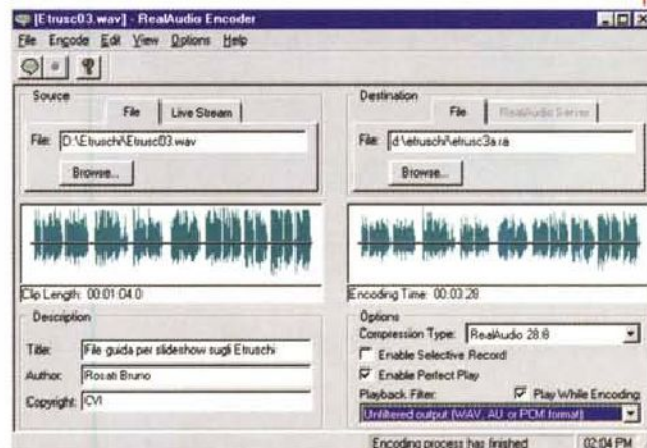 [Etrusc03.wav] - RealAudio Encoder
File Encode Edit View Options Help
Source
File Live Stream
File: D:\Etruschi\Etrusc03.wav
Browse...
Clip Length: 00:01:04.0
Description
Title: File guida per slideshow sugli Etruschi
Author: Rosati Bruno
Copyright: CVI
Destination
File RealAudio Server
File: d:\etruschi\etrusc3a.ra
Browse...
Encoding Time: 00:03:28
Options
Compression Type: RealAudio 28.8
Enable Selective Record
Enable Perfect Play
Playback Filter: Play While Encoding
Unfiltered output (WAV, AU or PCM format)
Encoding process has finished 02:04 PM